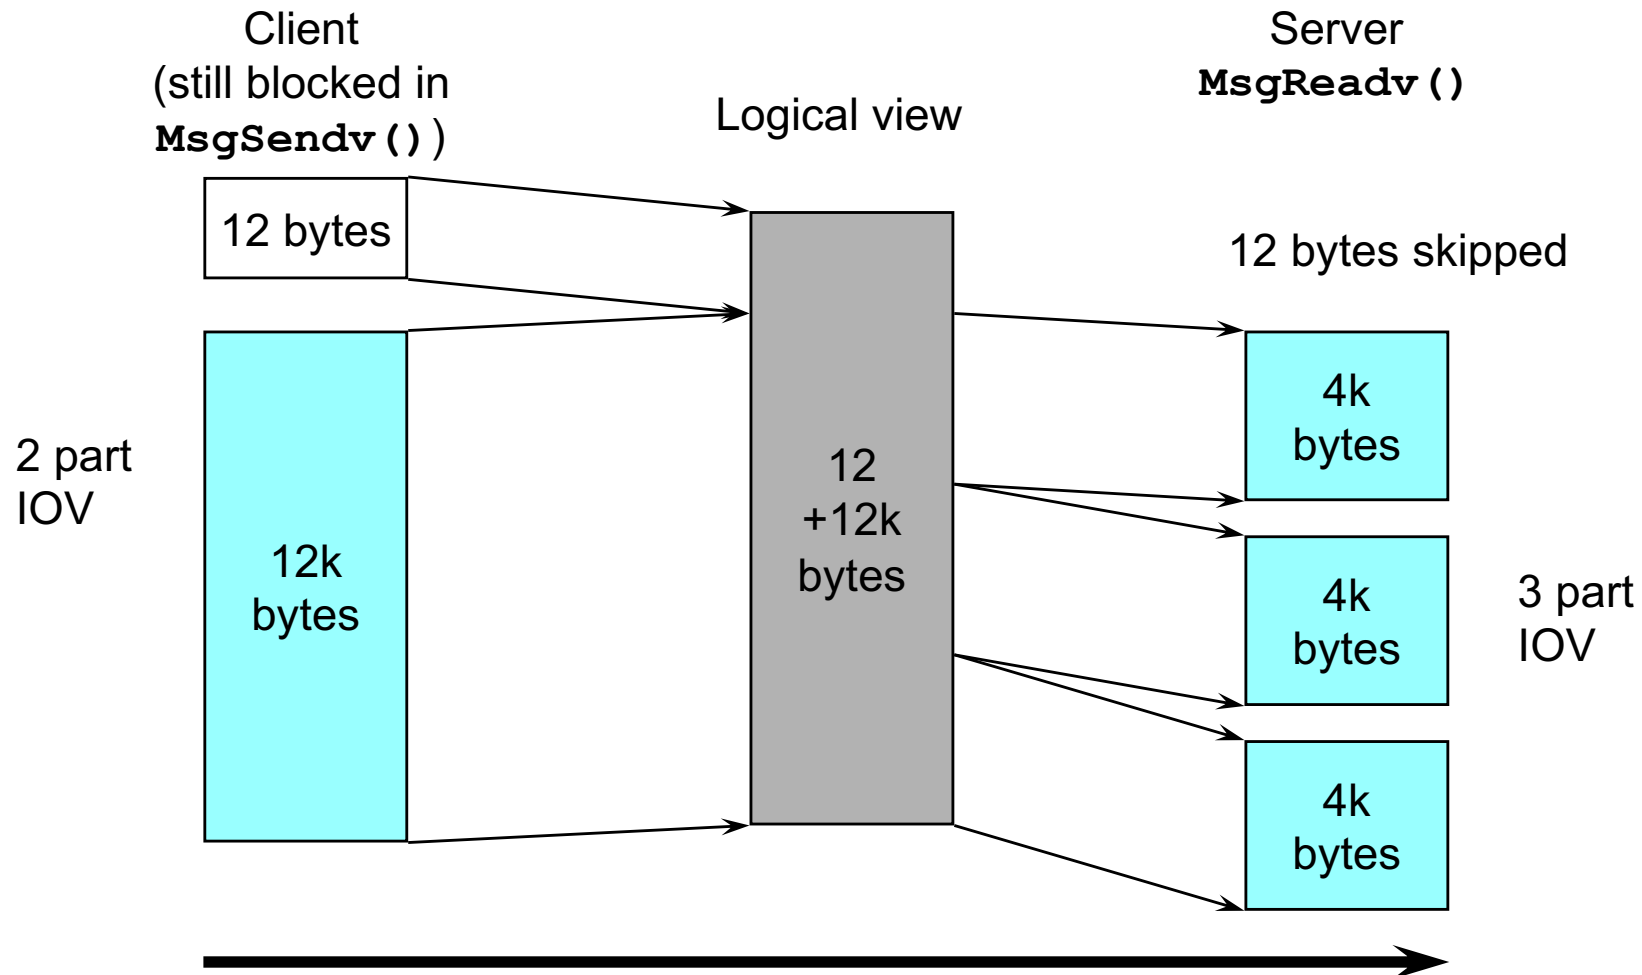 Client
(still blocked in
MsgSendv())
Logical view
Server
MsgReadv()
12 bytes
12 bytes skipped
2 part
IOV
12k
bytes
12
+12k
bytes
4k
bytes
4k
bytes
4k
bytes
3 part
IOV